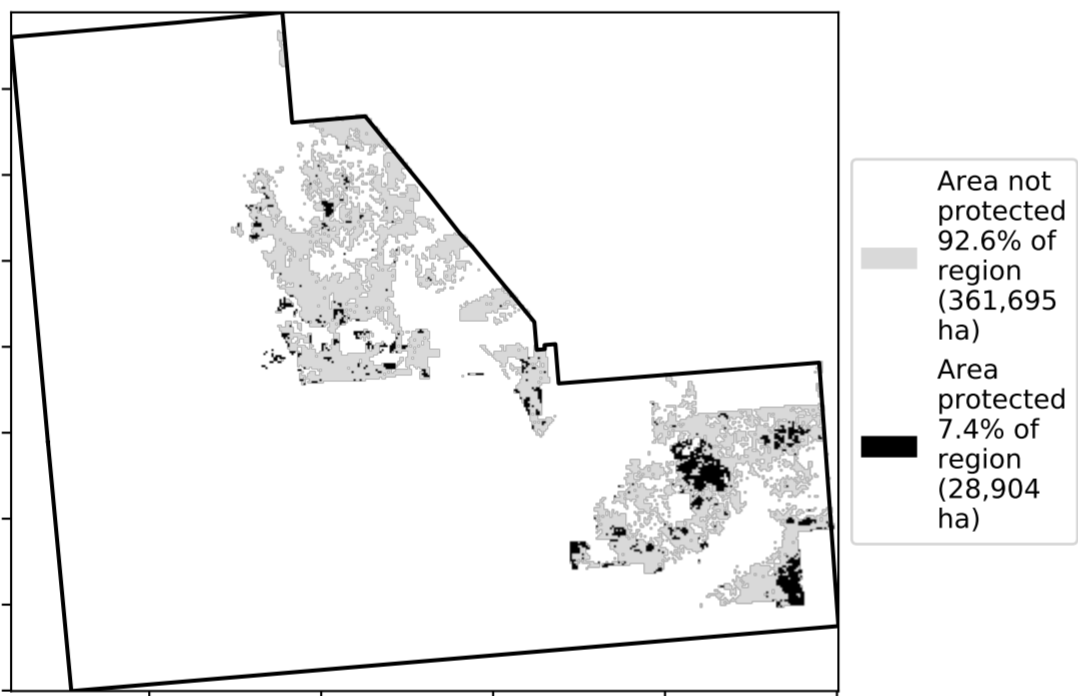 Area not
protected
92.6% of
region
(361,695
ha)
Area
protected
7.4% of
region
(28,904
ha)